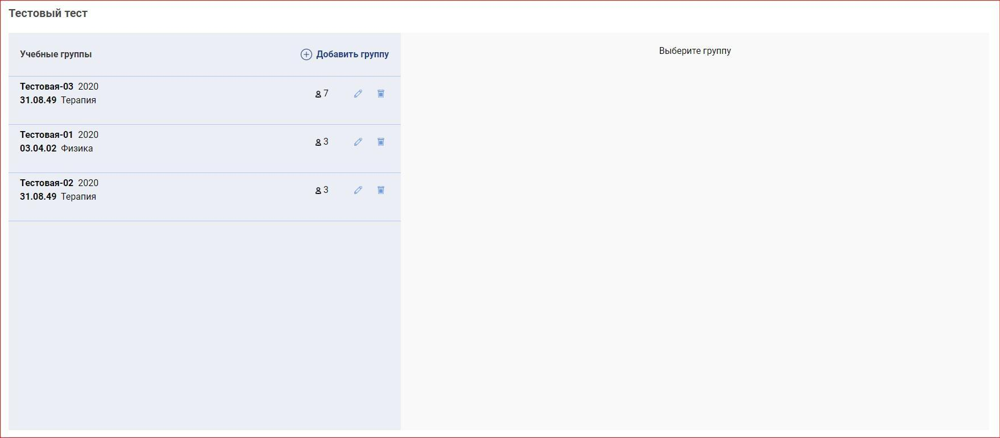 Тестовый тест
Учебные группы
Добавить группу
Выберите группу
Тестовая-03 2020
31.08.49 Терапия
7
Тестовая-01 2020
03.04.02 Физика
3
Тестовая-02 2020
31.08.49 Терапия
3